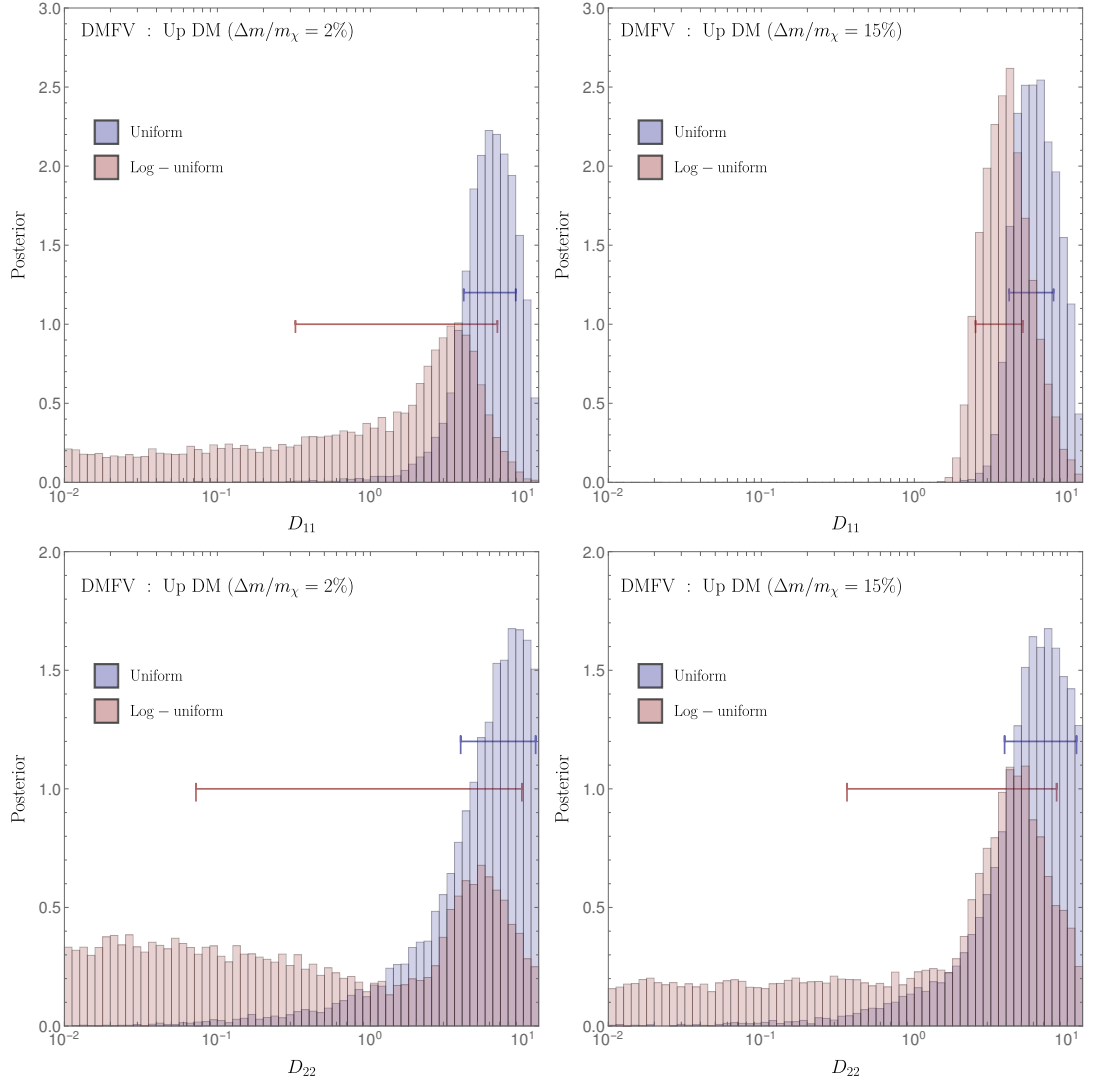 DMFV : Up DM (Δm/m_χ = 2%)
Uniform
Log − uniform
Posterior
3.0
2.5
2.0
1.5
1.0
0.5
0.0
10^−2
10^−1
10^0
10^1
D_11
DMFV : Up DM (Δm/m_χ = 15%)
Uniform
Log − uniform
Posterior
3.0
2.5
2.0
1.5
1.0
0.5
0.0
10^−2
10^−1
10^0
10^1
D_11
DMFV : Up DM (Δm/m_χ = 2%)
Uniform
Log − uniform
Posterior
2.0
1.5
1.0
0.5
0.0
10^−2
10^−1
10^0
10^1
D_22
DMFV : Up DM (Δm/m_χ = 15%)
Uniform
Log − uniform
Posterior
2.0
1.5
1.0
0.5
0.0
10^−2
10^−1
10^0
10^1
D_22